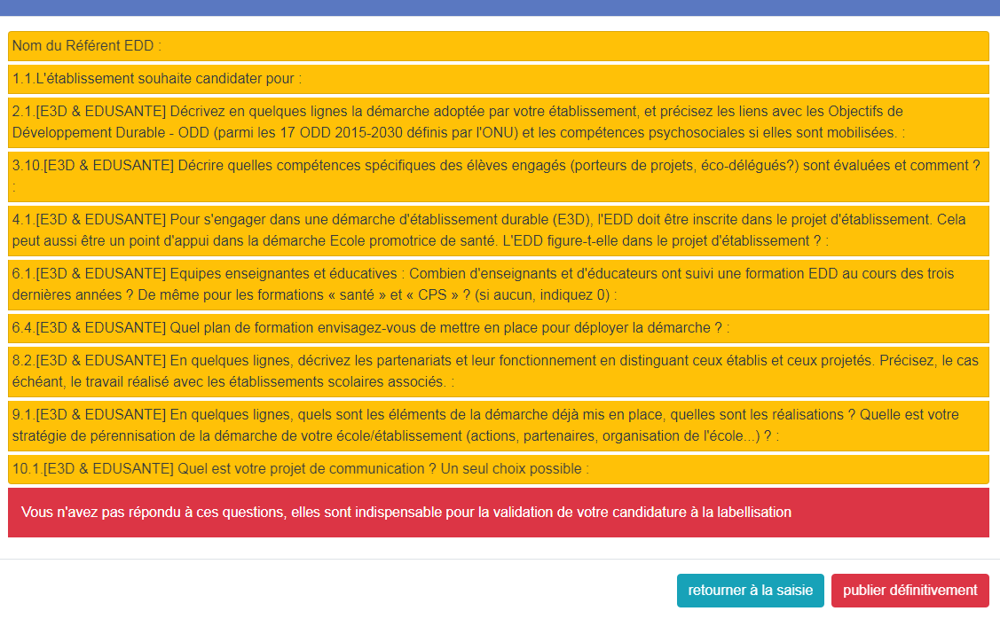 Nom du Référent EDD :
1.1.L'établissement souhaite candidater pour :
2.1.[E3D & EDUSANTE] Décrivez en quelques lignes la démarche adoptée par votre établissement, et précisez les liens avec les Objectifs de
Développement Durable - ODD (parmi les 17 ODD 2015-2030 définis par l'ONU) et les compétences psychosociales si elles sont mobilisées. :
3.10.[E3D & EDUSANTE] Décrire quelles compétences spécifiques des élèves engagés (porteurs de projets, éco-délégués?) sont évaluées et comment ?
:
4.1.[E3D & EDUSANTE] Pour s'engager dans une démarche d'établissement durable (E3D), l'EDD doit être inscrite dans le projet d'établissement. Cela
peut aussi être un point d'appui dans la démarche Ecole promotrice de santé. L'EDD figure-t-elle dans le projet d'établissement ? :
6.1.[E3D & EDUSANTE] Equipes enseignantes et éducatives : Combien d'enseignants et d'éducateurs ont suivi une formation EDD au cours des trois
dernières années ? De même pour les formations « santé » et « CPS » ? (si aucun, indiquez 0) :
6.4.[E3D & EDUSANTE] Quel plan de formation envisagez-vous de mettre en place pour déployer la démarche ? :
8.2.[E3D & EDUSANTE] En quelques lignes, décrivez les partenariats et leur fonctionnement en distinguant ceux établis et ceux projetés. Précisez, le cas
échéant, le travail réalisé avec les établissements scolaires associés. :
9.1.[E3D & EDUSANTE] En quelques lignes, quels sont les éléments de la démarche déjà mis en place, quelles sont les réalisations ? Quelle est votre
stratégie de pérennisation de la démarche de votre école/établissement (actions, partenaires, organisation de l'école...) ? :
10.1.[E3D & EDUSANTE] Quel est votre projet de communication ? Un seul choix possible :
Vous n'avez pas répondu à ces questions, elles sont indispensable pour la validation de votre candidature à la labellisation
retourner à la saisie publier définitivement